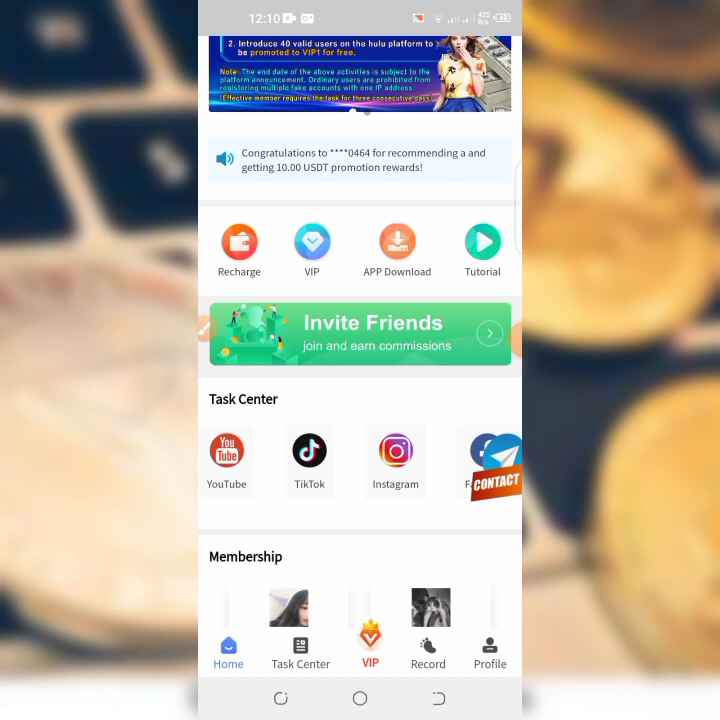 12:10
435
N/s
43
2. Introduce 40 valid users on the hulu platform to
be promoted to VIP1 for free.
Note: The end date of the above activities is subject to the
platform announcement. Ordinary users are prohibited from
registering multiple fake accounts with one IP address.
(Effective member requires the task for three consecutive days)
Congratulations to ****0464 for recommending a and
getting 10.00 USDT promotion rewards!
Recharge
VIP
APP Download
Tutorial
Invite Friends
join and earn commissions
Task Center
You
Tube
YouTube
TikTok
Instagram
CONTACT
Membership
Home
Task Center
VIP
Record
Profile